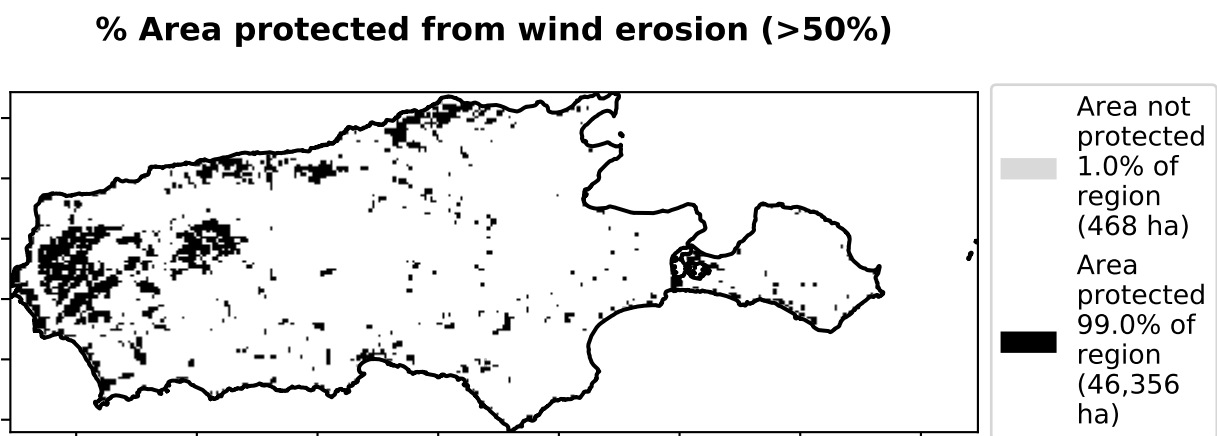 % Area protected from wind erosion (>50%)
Area not
protected
1.0% of
region
(468 ha)
Area
protected
99.0% of
region
(46,356
ha)